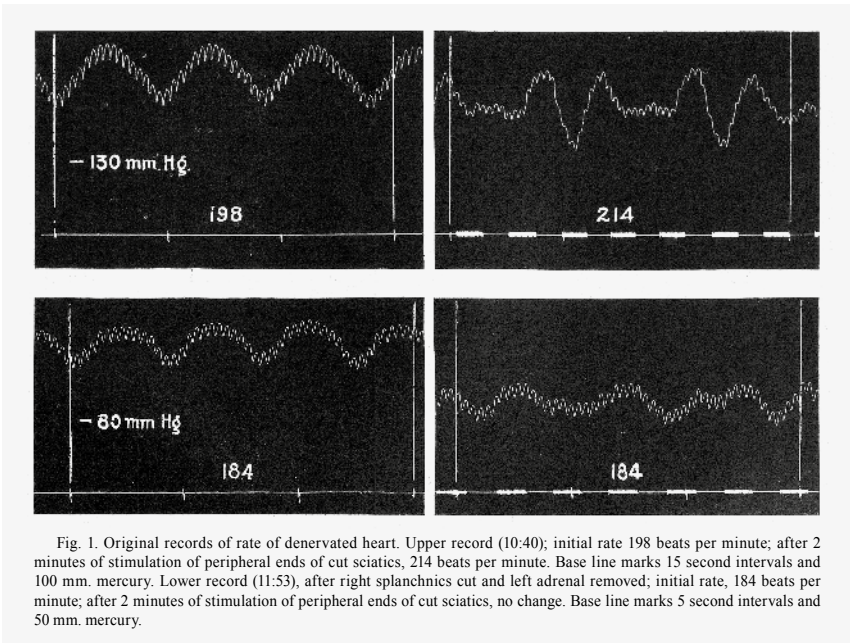 – 130 mm. Hg.
198
214
– 80 mm Hg
184
184
Fig. 1. Original records of rate of denervated heart. Upper record (10:40); initial rate 198 beats per minute; after 2
minutes of stimulation of peripheral ends of cut sciatics, 214 beats per minute. Base line marks 15 second intervals and
100 mm. mercury. Lower record (11:53), after right splanchnics cut and left adrenal removed; initial rate, 184 beats per
minute; after 2 minutes of stimulation of peripheral ends of cut sciatics, no change. Base line marks 5 second intervals and
50 mm. mercury.